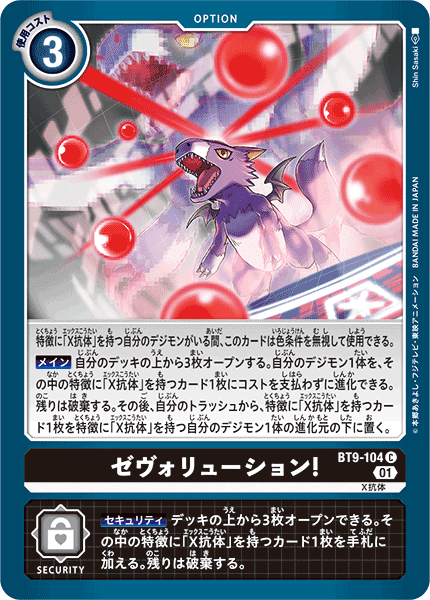 OPTION
使用コスト
3
Shin Sasaki
©本郷あきよし・フジテレビ・東映アニメーション BANDAI MADE IN JAPAN
特徴に「X抗体」を持つ自分のデジモンがいる間、このカードは色条件を無視して使用できる。
メイン 自分のデッキの上から3枚オープンする。自分のデジモン1体を、そ
の中の特徴に「X抗体」を持つカード1枚にコストを支払わずに進化できる。
残りは破棄する。その後、自分のトラッシュから、特徴に「X抗体」を持つカー
ド1枚を特徴に「X抗体」を持つ自分のデジモン1体の進化元の下に置く。
ゼヴォリューション!
BT9-104 C
01
X抗体
セキュリティ デッキの上から3枚オープンできる。そ
の中の特徴に「X抗体」を持つカード1枚を手札に
加える。残りは破棄する。
SECURITY